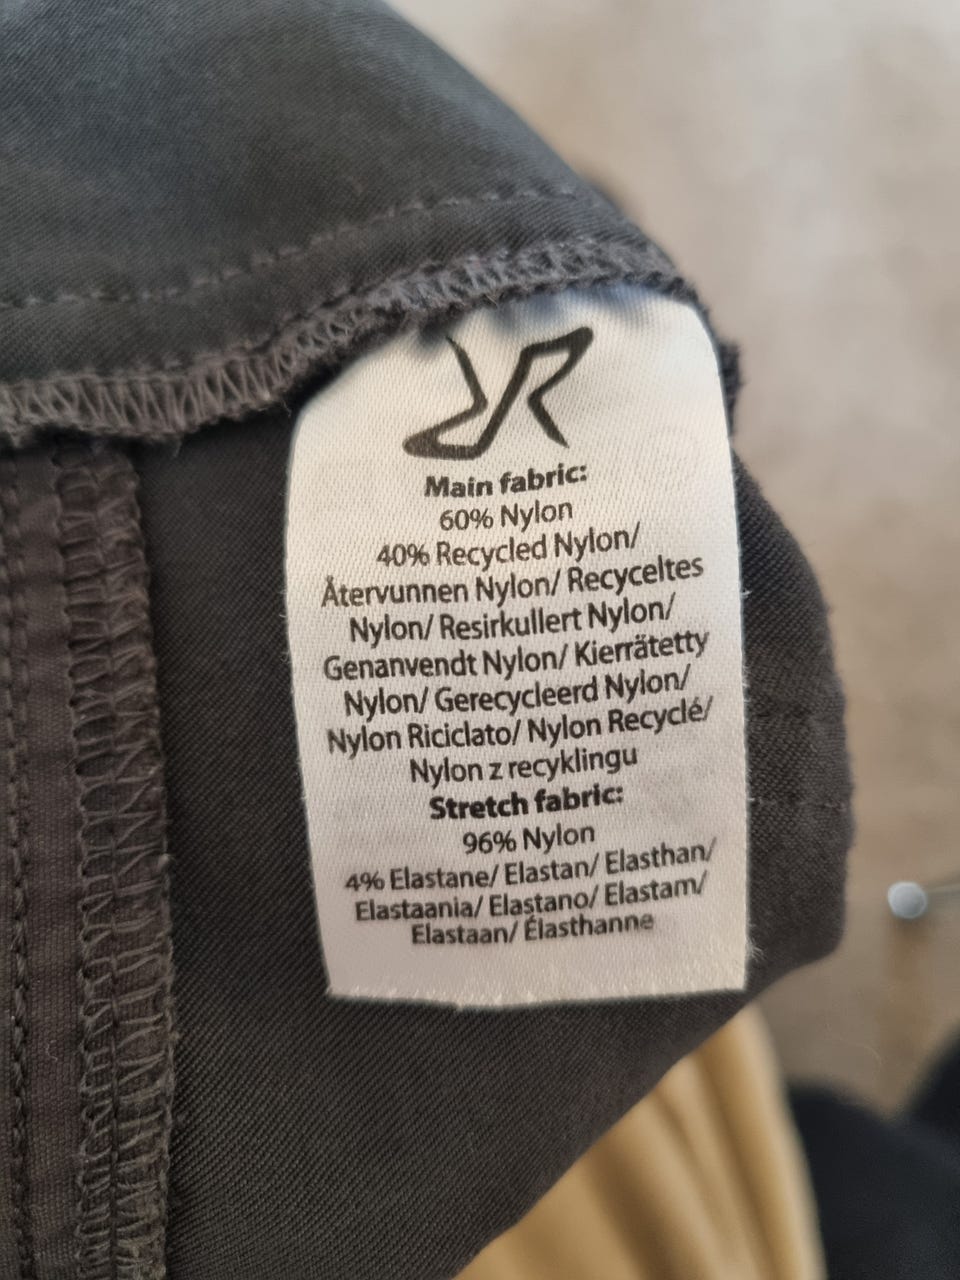 Main fabric:
60% Nylon
40% Recycled Nylon/
Återvunnen Nylon/ Recyceltes
Nylon/ Resirkullert Nylon/
Genanvendt Nylon/ Kierrätetty
Nylon/ Gerecycleerd Nylon/
Nylon Riciclato/ Nylon Recyclé/
Nylon z recyklingu
Stretch fabric:
96% Nylon
4% Elastane/ Elastan/ Elasthan/
Elastaania/ Elastano/ Elastam/
Elastaan/ Élasthanne